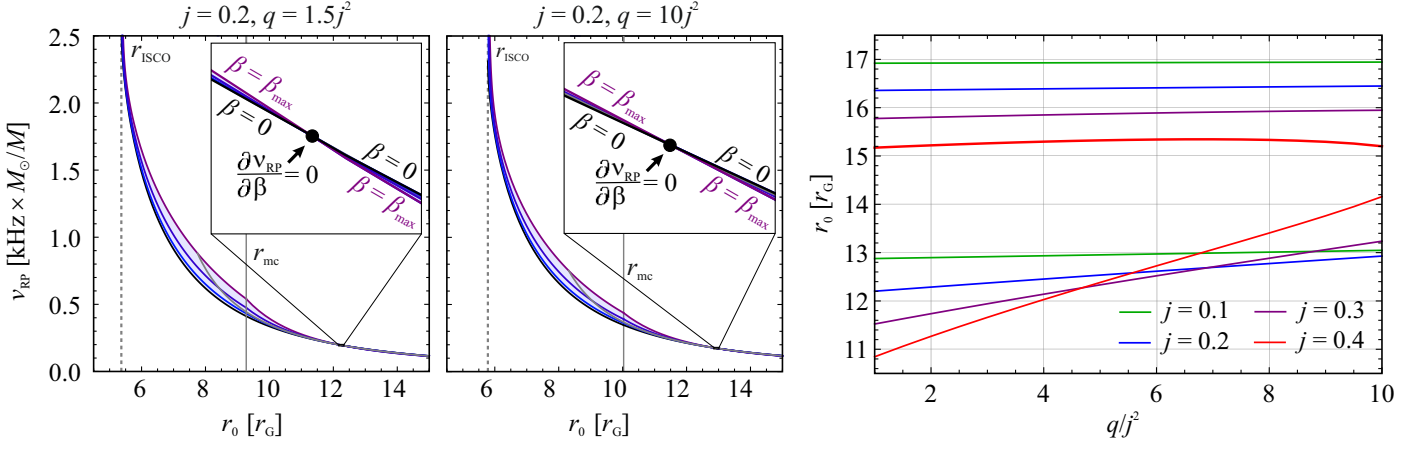 j = 0.2, q = 1.5j²
ν_RP [kHz × M_⊙/M]
2.5
2.0
1.5
1.0
0.5
0.0
r_ISCO
β = β_max
β = 0
∂ν_RP/∂β = 0
β = 0
β = β_max
r_mc
6 8 10 12 14
r₀ [r_G]
j = 0.2, q = 10j²
r_ISCO
β = β_max
β = 0
∂ν_RP/∂β = 0
β = 0
β = β_max
r_mc
6 8 10 12 14
r₀ [r_G]
r₀ [r_G]
17
16
15
14
13
12
11
j = 0.1 j = 0.3
j = 0.2 j = 0.4
2 4 6 8 10
q/j²